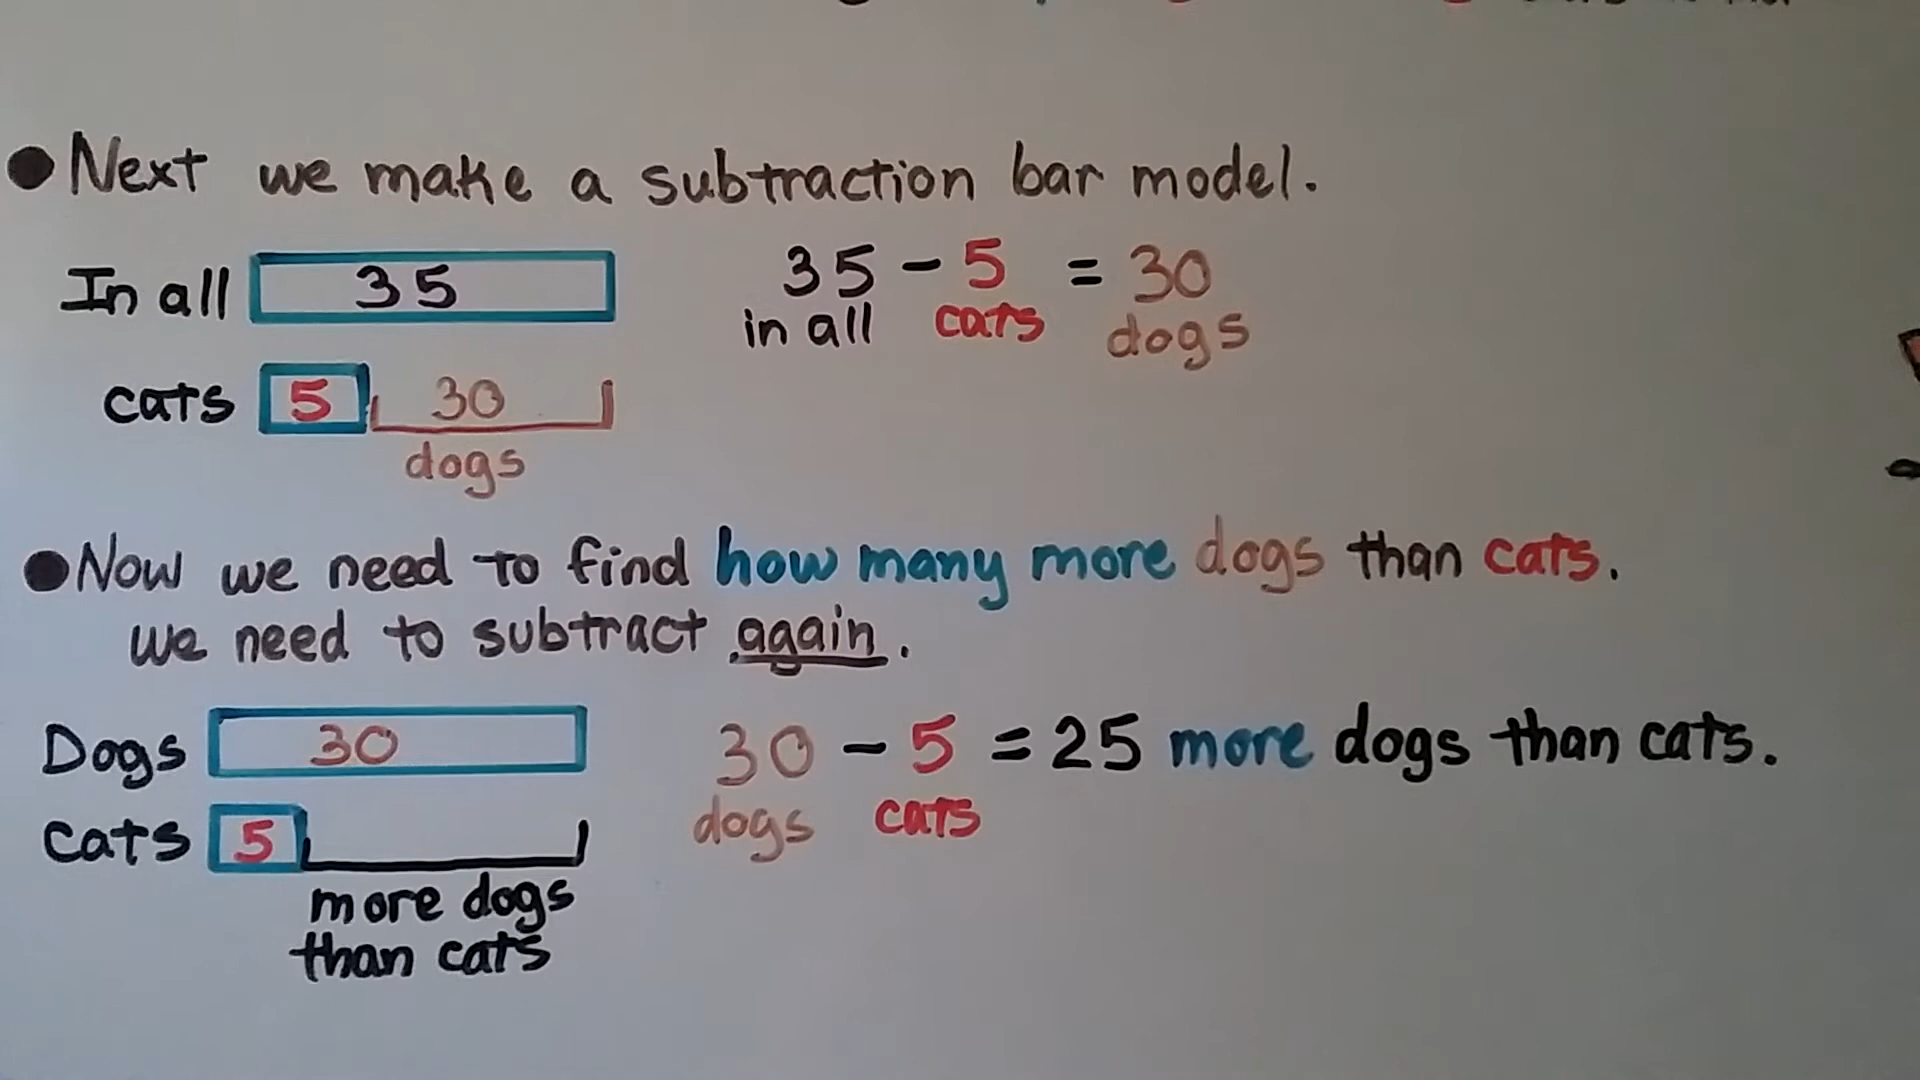 Next we make a subtraction bar model.
In all 35
35 - 5 = 30
in all cats dogs
cats 5 30
dogs
Now we need to find how many more dogs than cats.
we need to subtract again.
Dogs 30
30 - 5 = 25 more dogs than cats.
dogs cats
cats 5
more dogs
than cats